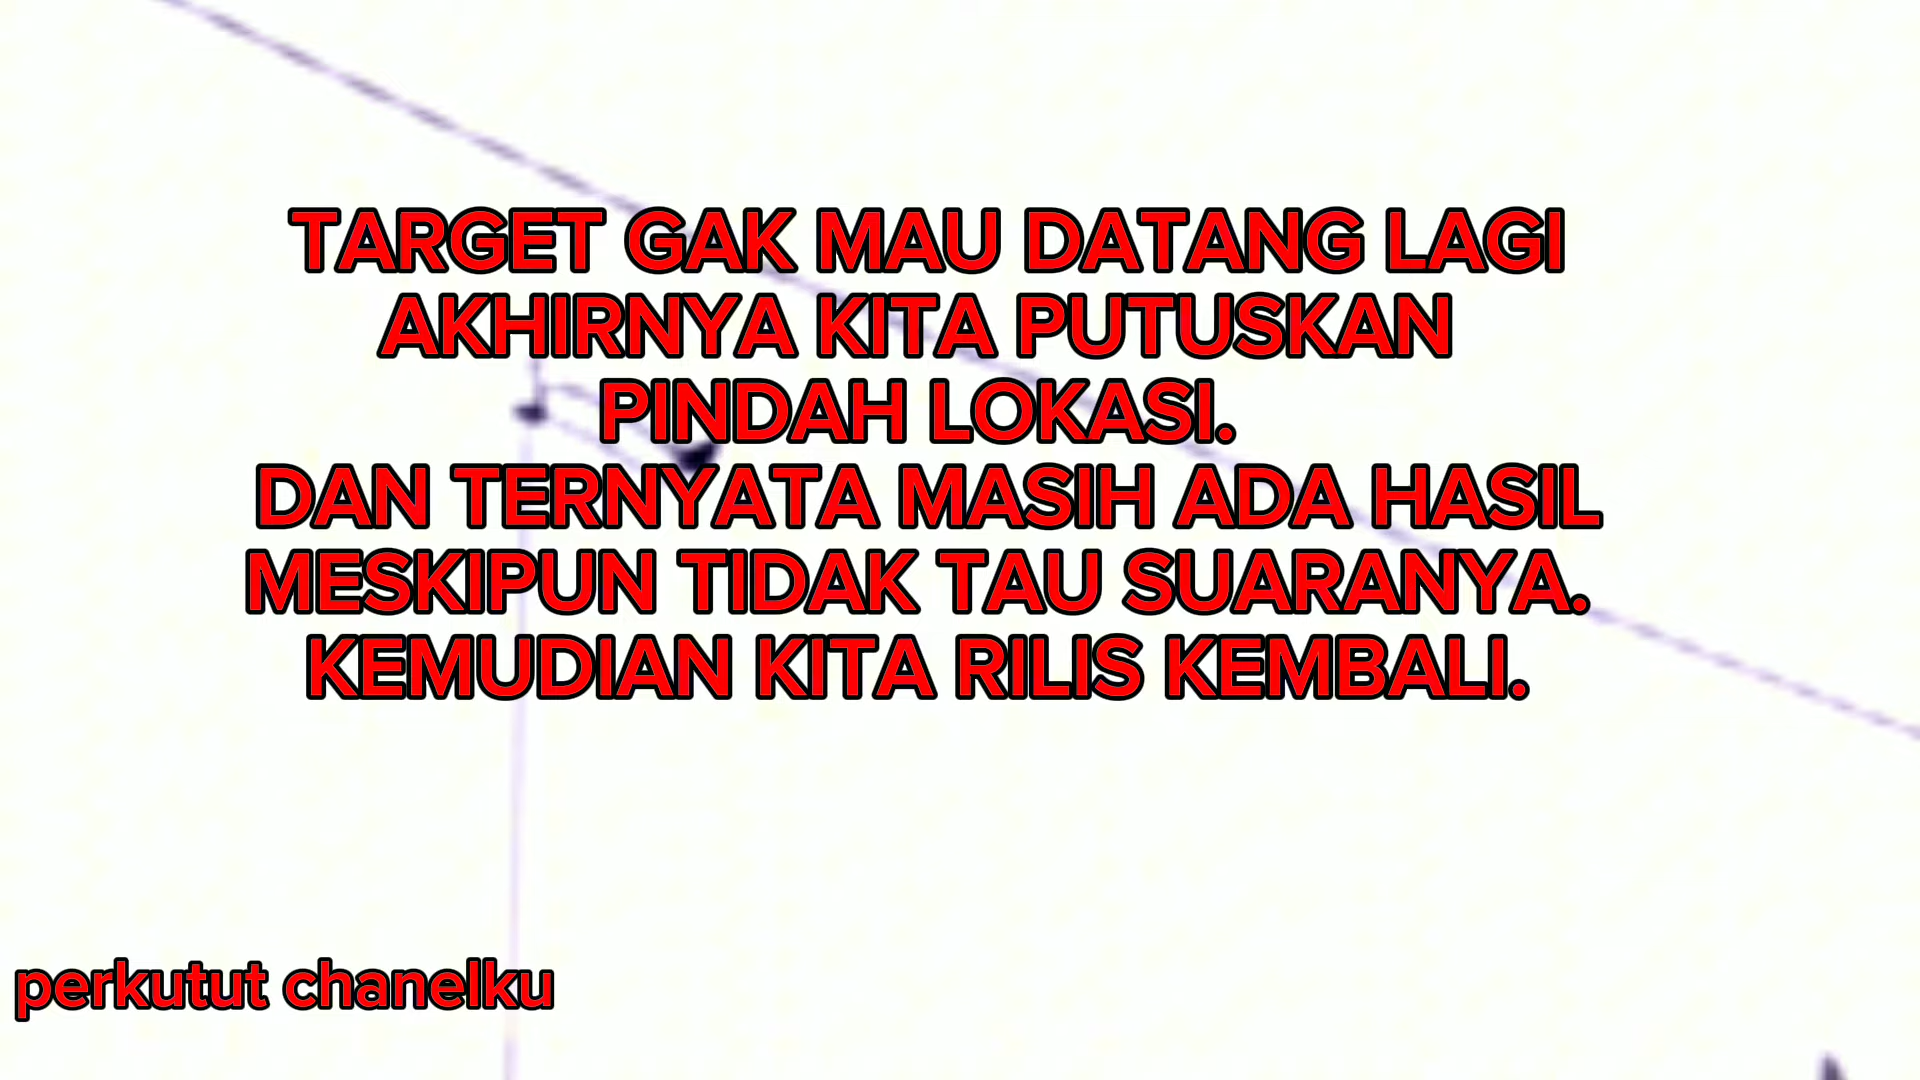 TARGET GAK MAU DATANG LAGI
AKHIRNYA KITA PUTUSKAN
PINDAH LOKASI.
DAN TERNYATA MASIH ADA HASIL
MESKIPUN TIDAK TAU SUARANYA.
KEMUDIAN KITA RILIS KEMBALI.
perkutut chanelku